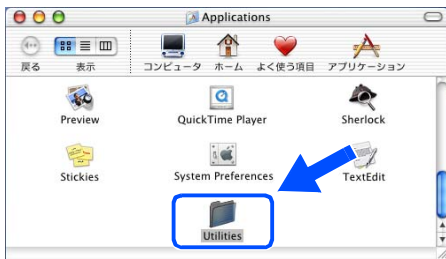 Applications
戻る 表示 コンピュータ ホーム よく使う項目 アプリケーション
Preview QuickTime Player Sherlock
Stickies System Preferences TextEdit
Utilities